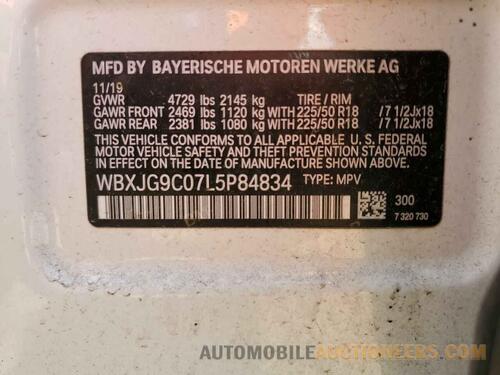 MFD BY BAYERISCHE MOTOREN WERKE AG
11/19
GVWR 4729 lbs 2145 kg TIRE / RIM
GAWR FRONT 2469 lbs 1120 kg WITH 225/50 R18 /7 1/2Jx18
GAWR REAR 2381 lbs 1080 kg WITH 225/50 R18 /7 1/2Jx18
THIS VEHICLE CONFORMS TO ALL APPLICABLE U.S. FEDERAL
MOTOR VEHICLE SAFETY, BUMPER AND THEFT PREVENTION
STANDARDS IN EFFECT ON THE DATE OF MANUFACTURE
SHOWN ABOVE.
WBXJG9C07L5P84834 TYPE: MPV
300
7 320 730
AUTOMOBILEAUCTIONHISTORY.COM